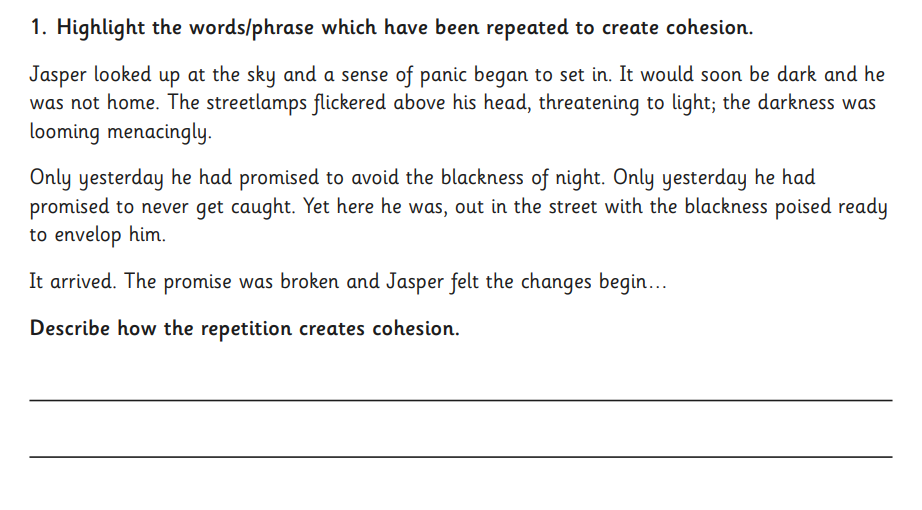 1. Highlight the words/phrase which have been repeated to create cohesion.
Jasper looked up at the sky and a sense of panic began to set in. It would soon be dark and he
was not home. The streetlamps flickered above his head, threatening to light; the darkness was
looming menacingly.
Only yesterday he had promised to avoid the blackness of night. Only yesterday he had
promised to never get caught. Yet here he was, out in the street with the blackness poised ready
to envelop him.
It arrived. The promise was broken and Jasper felt the changes begin...
Describe how the repetition creates cohesion.